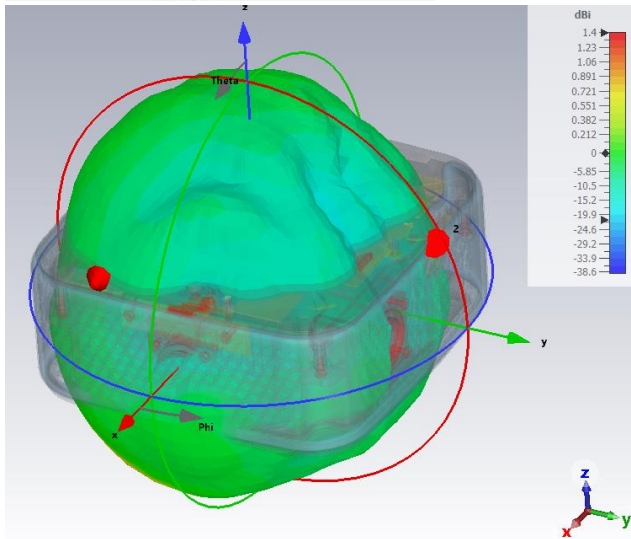 dBi
1.4
1.23
1.06
0.891
0.721
0.551
0.382
0.212
0
-5.85
-10.5
-15.2
-19.9
-24.6
-29.2
-33.9
-38.6
z
Theta
2
y
x
Phi
z
y
x